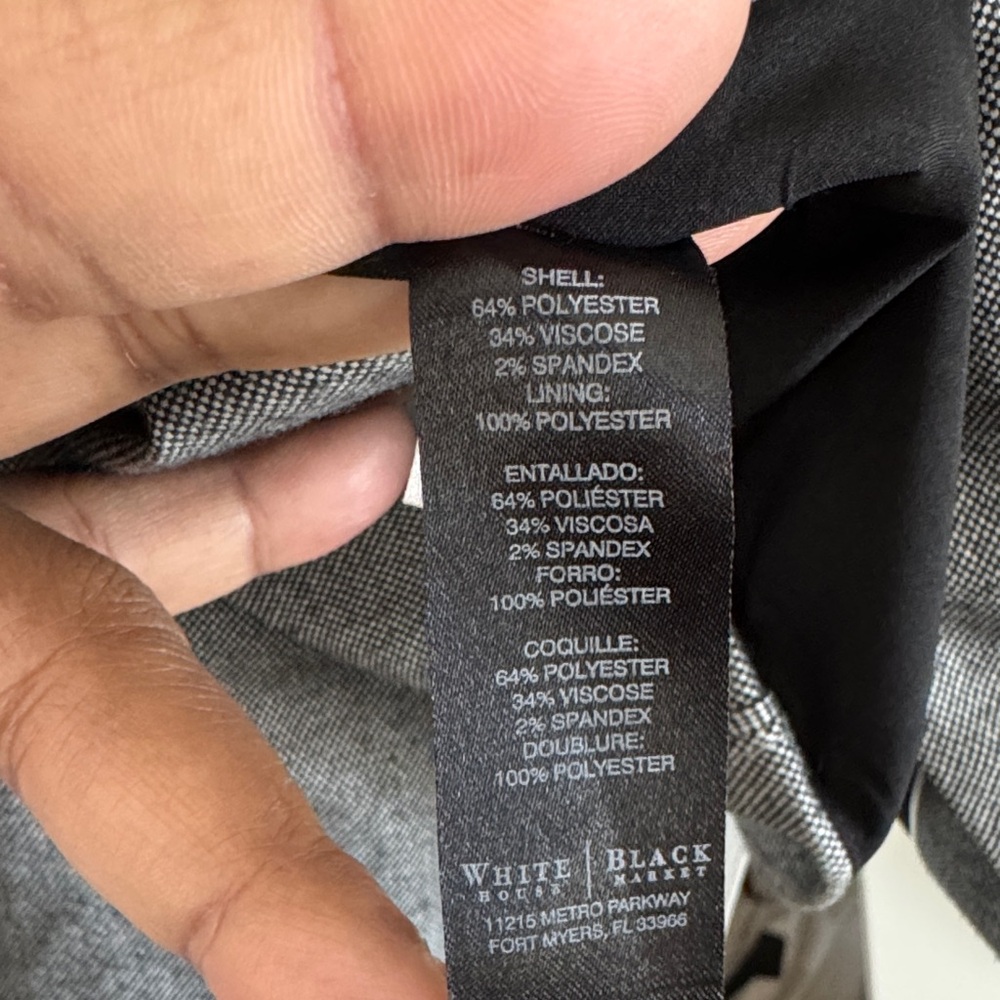 SHELL:
64% POLYESTER
34% VISCOSE
2% SPANDEX
LINING:
100% POLYESTER
ENTALLADO:
64% POLIÉSTER
34% VISCOSA
2% SPANDEX
FORRO:
100% POLIÉSTER
COQUILLE:
64% POLYESTER
34% VISCOSE
2% SPANDEX
DOUBLURE:
100% POLYESTER
WHITE HOUSE | BLACK MARKET
11215 METRO PARKWAY
FORT MYERS, FL 33966